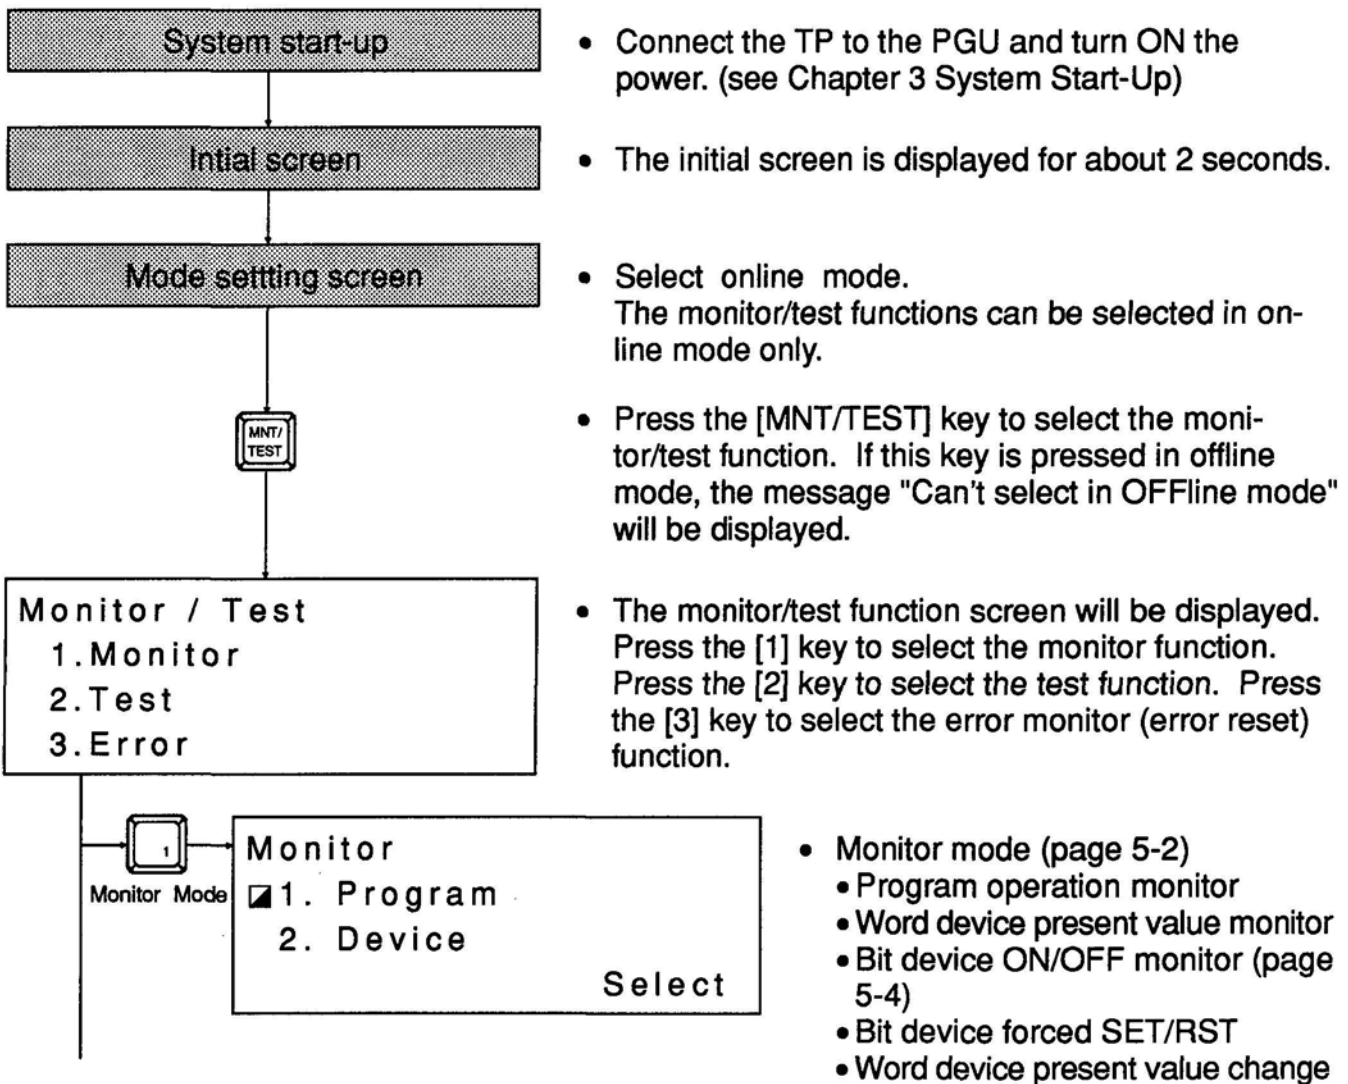 System start-up
• Connect the TP to the PGU and turn ON the
power. (see Chapter 3 System Start-Up)
Intial screen
• The initial screen is displayed for about 2 seconds.
Mode settting screen
• Select online mode.
The monitor/test functions can be selected in on-
line mode only.
MNT/
TEST
• Press the [MNT/TEST] key to select the moni-
tor/test function. If this key is pressed in offline
mode, the message "Can't select in OFFline mode"
will be displayed.
Monitor / Test
1.Monitor
2.Test
3.Error
• The monitor/test function screen will be displayed.
Press the [1] key to select the monitor function.
Press the [2] key to select the test function. Press
the [3] key to select the error monitor (error reset)
function.
1
Monitor Mode
Monitor
1. Program
2. Device
Select
• Monitor mode (page 5-2)
• Program operation monitor
• Word device present value monitor
• Bit device ON/OFF monitor (page
5-4)
• Bit device forced SET/RST
• Word device present value change